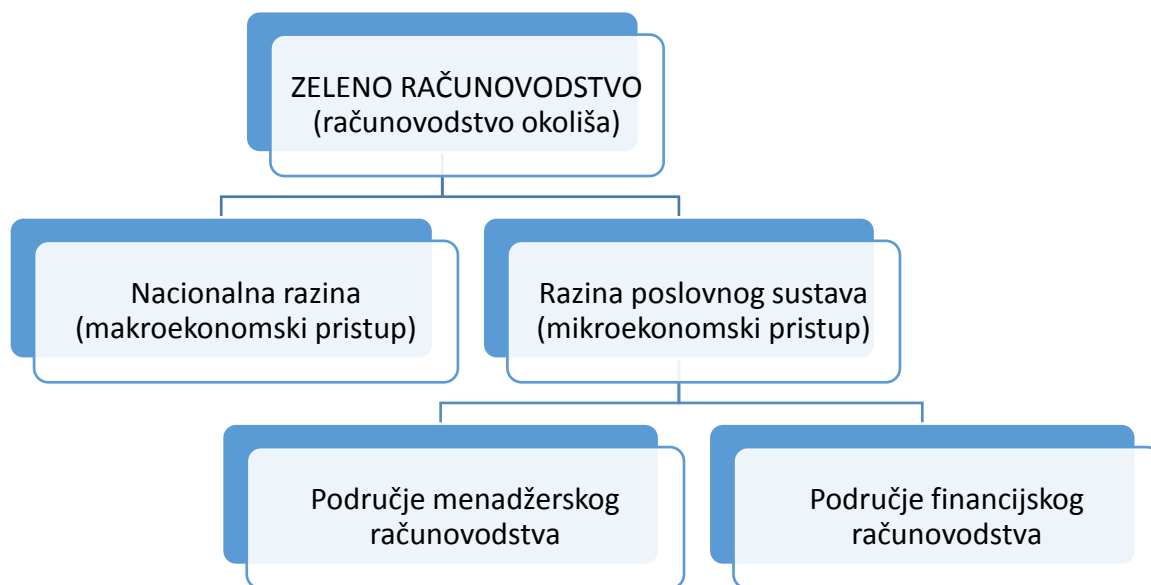 ZELENO RAČUNOVODSTVO
(računovodstvo okoliša)
Nacionalna razina
(makroekonomski pristup)
Razina poslovnog sustava
(mikroekonomski pristup)
Područje menadžerskog
računovodstva
Područje financijskog
računovodstva